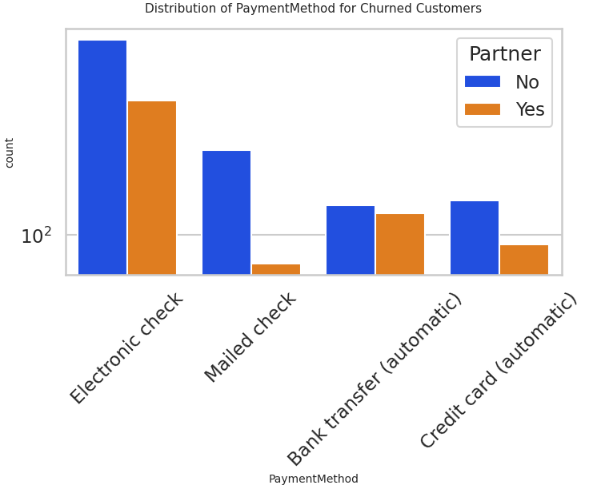 Distribution of PaymentMethod for Churned Customers
Partner
No
Yes
count
10²
Electronic check
Mailed check
Bank transfer (automatic)
Credit card (automatic)
PaymentMethod